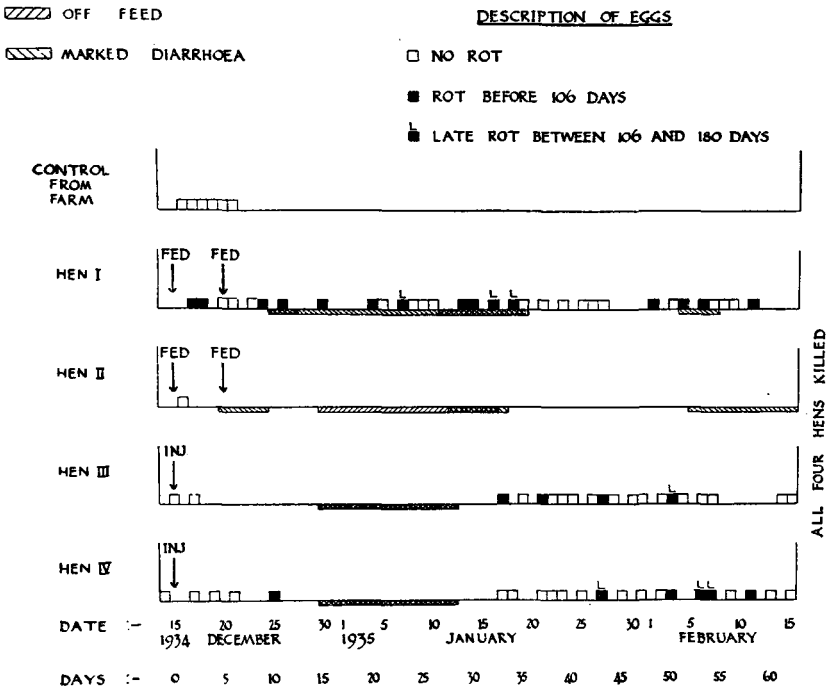 OFF FEED
MARKED DIARRHOEA
DESCRIPTION OF EGGS
NO ROT
ROT BEFORE 106 DAYS
L
LATE ROT BETWEEN 106 AND 180 DAYS
CONTROL
FROM
FARM
HEN I
FED FED
L L L
HEN II
FED FED
HEN III
INJ
L
HEN IV
INJ
L L L
ALL FOUR HENS KILLED
DATE :- 15 20 25 30 1 5 10 15 20 25 30 1 5 10 15
1934 DECEMBER 1935 JANUARY FEBRUARY
DAYS :- 0 5 10 15 20 25 30 35 40 45 50 55 60